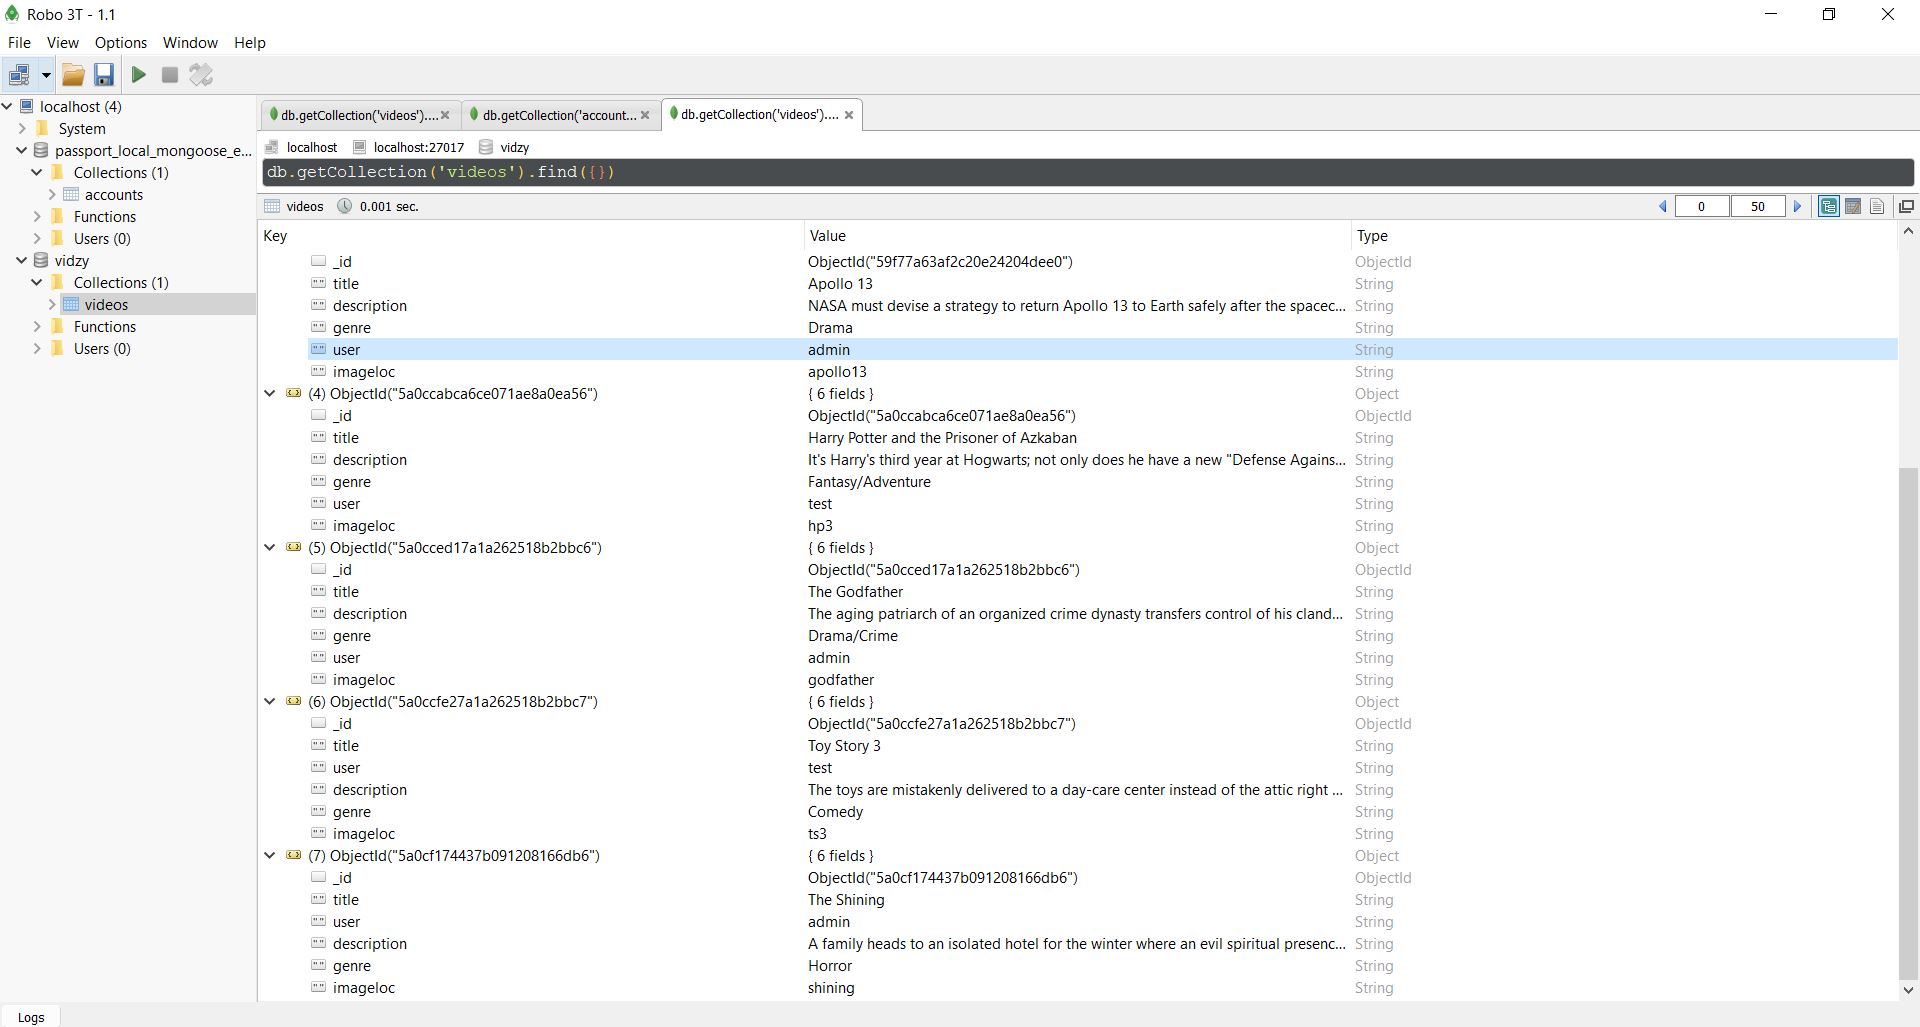 Robo 3T - 1.1
File View Options Window Help
localhost (4)
System
passport_local_mongoose_e...
Collections (1)
accounts
Functions
Users (0)
vidzy
Collections (1)
videos
Functions
Users (0)
db.getCollection('videos').... db.getCollection('account... db.getCollection('videos')....
localhost localhost:27017 vidzy
db.getCollection('videos').find({})
videos 0.001 sec. 0 50
Key Value Type
_id ObjectId("59f77a63af2c20e24204dee0") ObjectId
title Apollo 13 String
description NASA must devise a strategy to return Apollo 13 to Earth safely after the spacec... String
genre Drama String
user admin String
imageloc apollo13 String
(4) ObjectId("5a0ccabca6ce071ae8a0ea56") { 6 fields } Object
_id ObjectId("5a0ccabca6ce071ae8a0ea56") ObjectId
title Harry Potter and the Prisoner of Azkaban String
description It's Harry's third year at Hogwarts; not only does he have a new "Defense Agains... String
genre Fantasy/Adventure String
user test String
imageloc hp3 String
(5) ObjectId("5a0cced17a1a262518b2bbc6") { 6 fields } Object
_id ObjectId("5a0cced17a1a262518b2bbc6") ObjectId
title The Godfather String
description The aging patriarch of an organized crime dynasty transfers control of his cland... String
genre Drama/Crime String
user admin String
imageloc godfather String
(6) ObjectId("5a0ccfe27a1a262518b2bbc7") { 6 fields } Object
_id ObjectId("5a0ccfe27a1a262518b2bbc7") ObjectId
title Toy Story 3 String
user test String
description The toys are mistakenly delivered to a day-care center instead of the attic right ... String
genre Comedy String
imageloc ts3 String
(7) ObjectId("5a0cf174437b091208166db6") { 6 fields } Object
_id ObjectId("5a0cf174437b091208166db6") ObjectId
title The Shining String
user admin String
description A family heads to an isolated hotel for the winter where an evil spiritual presenc... String
genre Horror String
imageloc shining String
Logs